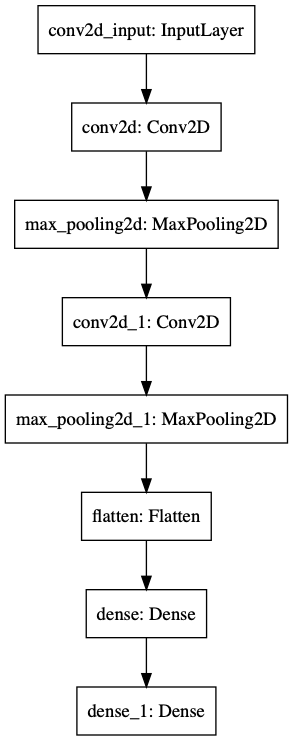 conv2d_input: InputLayer
conv2d: Conv2D
max_pooling2d: MaxPooling2D
conv2d_1: Conv2D
max_pooling2d_1: MaxPooling2D
flatten: Flatten
dense: Dense
dense_1: Dense